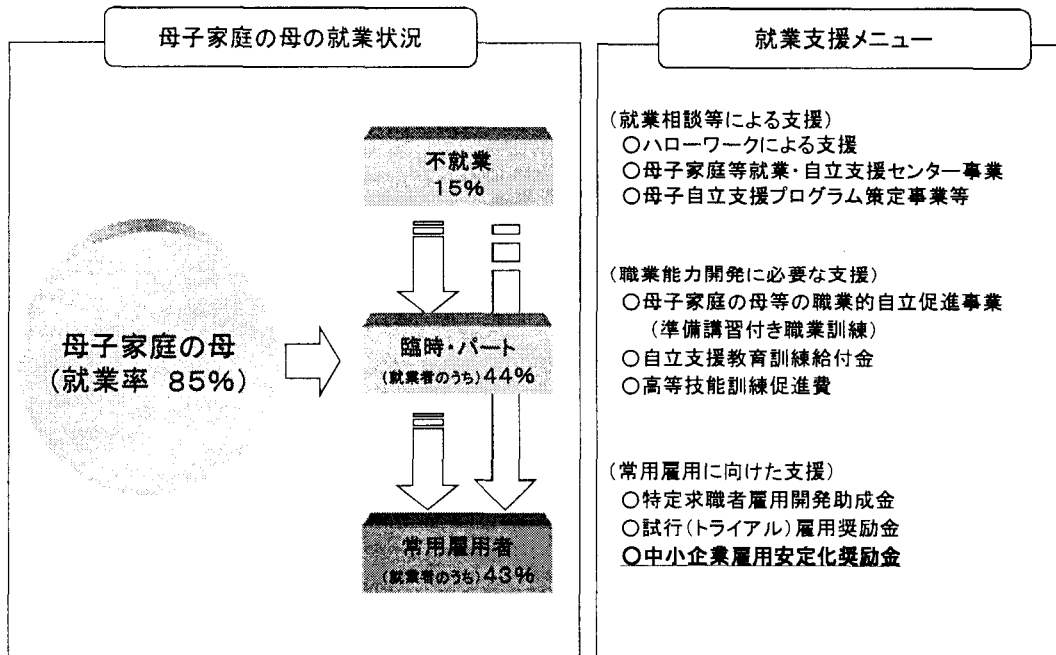 母子家庭の母の就業状況
母子家庭の母
(就業率 85%)
不就業
15%
臨時・パート
(就業者のうち)44%
常用雇用者
(就業者のうち)43%
就業支援メニュー
(就業相談等による支援)
○ハローワークによる支援
○母子家庭等就業・自立支援センター事業
○母子自立支援プログラム策定事業等
(職業能力開発に必要な支援)
○母子家庭の母等の職業的自立促進事業
(準備講習付き職業訓練)
○自立支援教育訓練給付金
○高等技能訓練促進費
(常用雇用に向けた支援)
○特定求職者雇用開発助成金
○試行(トライアル)雇用奨励金
○中小企業雇用安定化奨励金